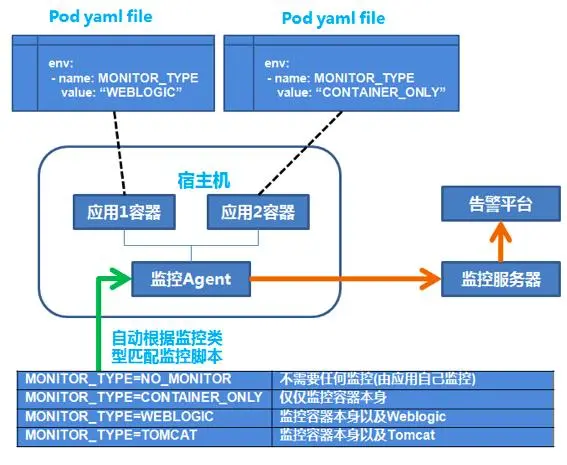 Pod yaml file
Pod yaml file
env:
- name: MONITOR_TYPE
value: “WEBLOGIC”
env:
- name: MONITOR_TYPE
value: “CONTAINER_ONLY”
宿主机
应用1容器
应用2容器
告警平台
监控Agent
监控服务器
自动根据监控类
型匹配监控脚本
MONITOR_TYPE=NO_MONITOR 不需要任何监控(由应用自己监控)
MONITOR_TYPE=CONTAINER_ONLY 仅仅监控容器本身
MONITOR_TYPE=WEBLOGIC 监控容器本身以及Weblogic
MONITOR_TYPE=TOMCAT 监控容器本身以及Tomcat